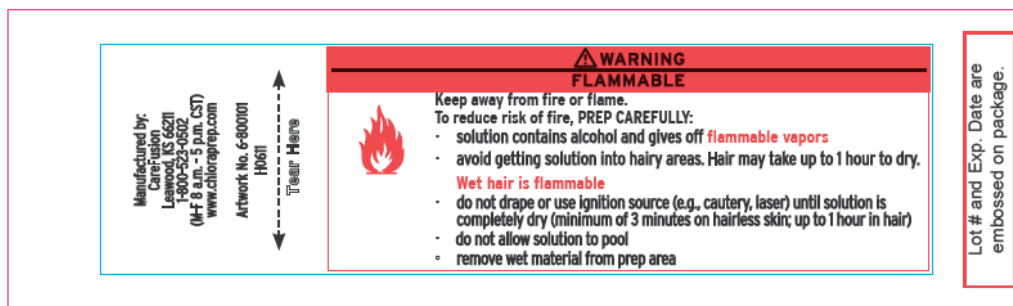 Manufactured by:
CareFusion
Leawood, KS 66211
1-800-523-0502
(M-F 8 a.m. - 5 p.m. CST)
www.chloraprep.com
Artwork No. 6-800101
H0611
Tear Here
⚠ WARNING
FLAMMABLE
Keep away from fire or flame.
To reduce risk of fire, PREP CAREFULLY:
· solution contains alcohol and gives off flammable vapors
· avoid getting solution into hairy areas. Hair may take up to 1 hour to dry.
Wet hair is flammable
· do not drape or use ignition source (e.g., cautery, laser) until solution is
completely dry (minimum of 3 minutes on hairless skin; up to 1 hour in hair)
· do not allow solution to pool
° remove wet material from prep area
Lot # and Exp. Date are
embossed on package.